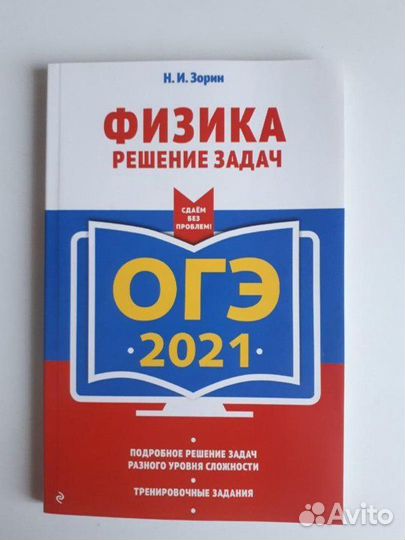 Н. И. Зорин
ФИЗИКА
РЕШЕНИЕ ЗАДАЧ
СДАЁМ
БЕЗ
ПРОБЛЕМ!
ОГЭ
• 2021 •
• ПОДРОБНОЕ РЕШЕНИЕ ЗАДАЧ
РАЗНОГО УРОВНЯ СЛОЖНОСТИ
• ТРЕНИРОВОЧНЫЕ ЗАДАНИЯ
Avito